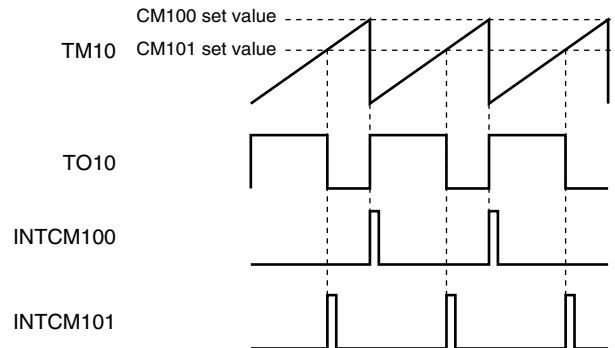 CM100 set value
TM10
CM101 set value
TO10
INTCM100
INTCM101